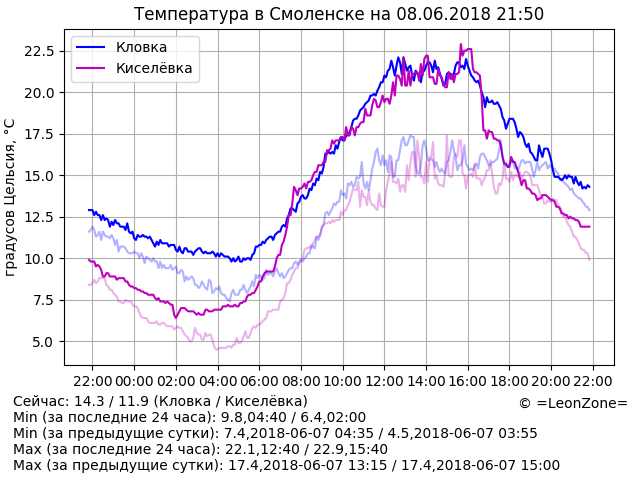 Температура в Смоленске на 08.06.2018 21:50
Кловка
Киселёвка
градусов Цельсия, °C
22.5
20.0
17.5
15.0
12.5
10.0
7.5
5.0
22:00 00:00 02:00 04:00 06:00 08:00 10:00 12:00 14:00 16:00 18:00 20:00 22:00
Сейчас: 14.3 / 11.9 (Кловка / Киселёвка)
© =LeonZone=
Min (за последние 24 часа): 9.8,04:40 / 6.4,02:00
Min (за предыдущие сутки): 7.4,2018-06-07 04:35 / 4.5,2018-06-07 03:55
Max (за последние 24 часа): 22.1,12:40 / 22.9,15:40
Max (за предыдущие сутки): 17.4,2018-06-07 13:15 / 17.4,2018-06-07 15:00